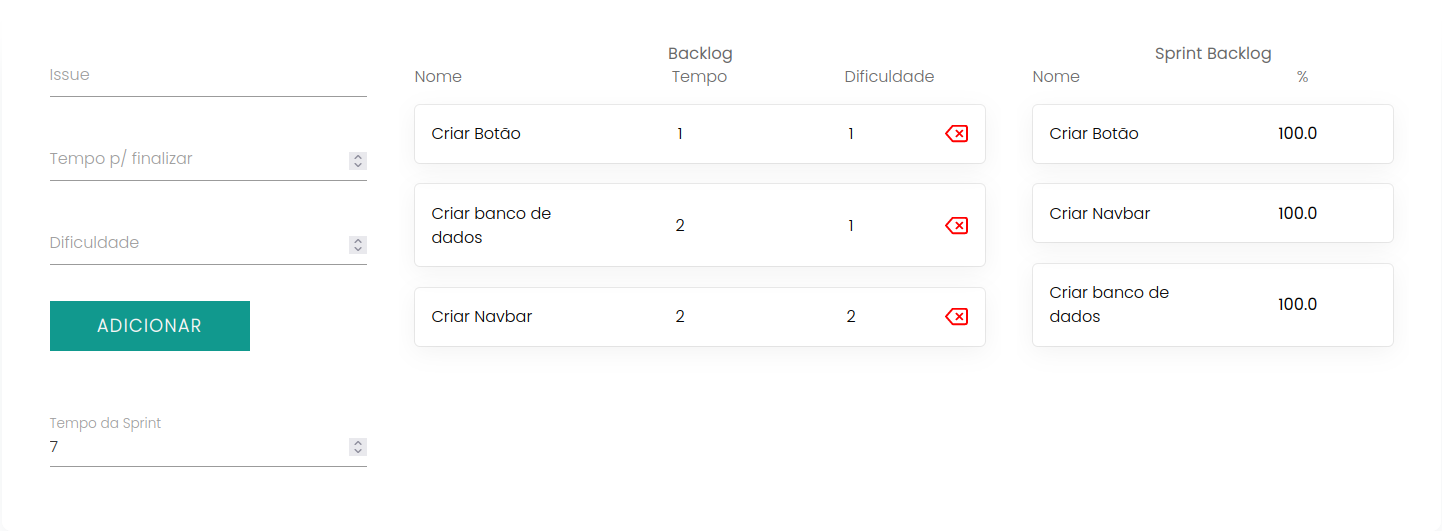 Issue
Tempo p/ finalizar
Dificuldade
ADICIONAR
Tempo da Sprint
7
Backlog
Nome Tempo Dificuldade
Criar Botão 1 1
Criar banco de
dados
2 1
Criar Navbar 2 2
Sprint Backlog
Nome %
Criar Botão 100.0
Criar Navbar 100.0
Criar banco de
dados
100.0